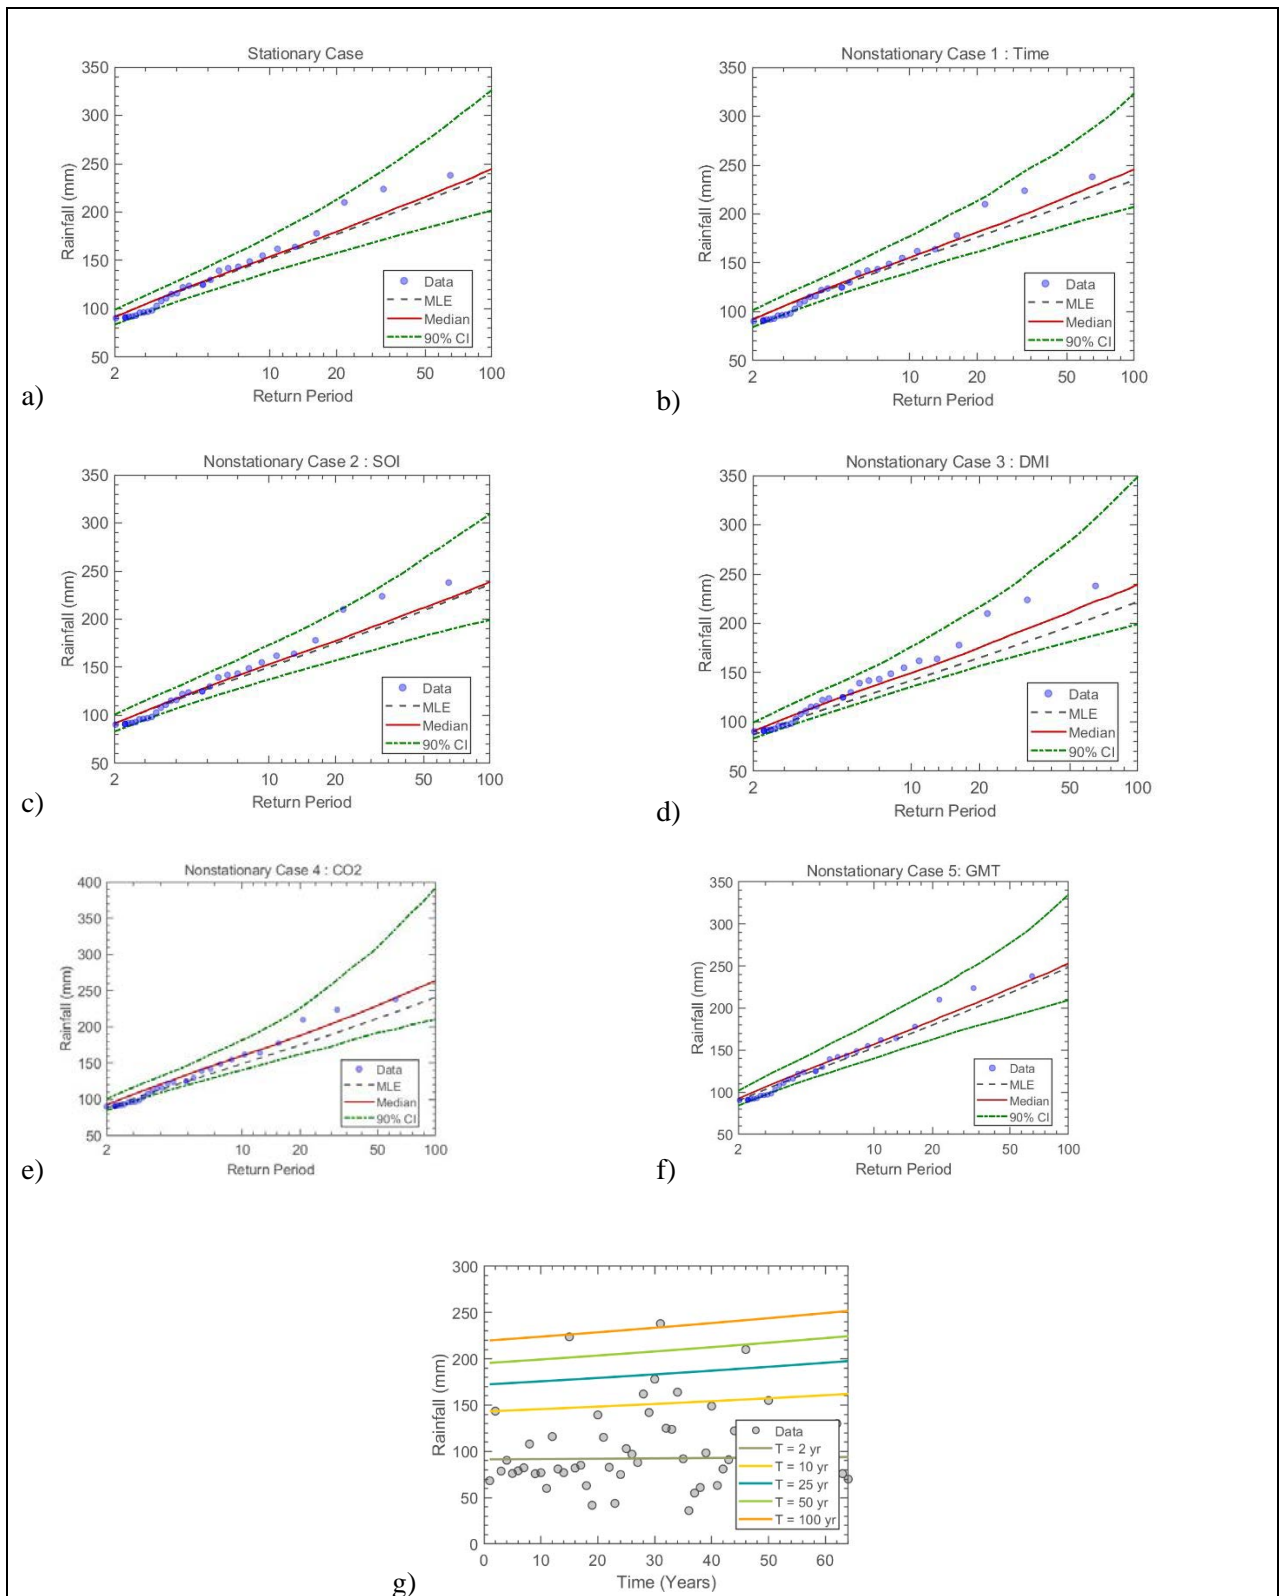 Stationary Case
350
300
250
200
150
100
50
Rainfall (mm)
2 10 20 50 100
Return Period
Data
MLE
Median
90% CI
a)
Nonstationary Case 1 : Time
350
300
250
200
150
100
50
Rainfall (mm)
2 10 20 50 100
Return Period
Data
MLE
Median
90% CI
b)
Nonstationary Case 2 : SOI
350
300
250
200
150
100
50
Rainfall (mm)
2 10 20 50 100
Return Period
Data
MLE
Median
90% CI
c)
Nonstationary Case 3 : DMI
350
300
250
200
150
100
50
Rainfall (mm)
2 10 20 50 100
Return Period
Data
MLE
Median
90% CI
d)
Nonstationary Case 4 : CO2
400
350
300
250
200
150
100
50
Rainfall (mm)
2 10 20 50 100
Return Period
Data
MLE
Median
90% CI
e)
Nonstationary Case 5: GMT
350
300
250
200
150
100
50
Rainfall (mm)
2 10 20 50 100
Return Period
Data
MLE
Median
90% CI
f)
300
250
200
150
100
50
0
Rainfall (mm)
0 10 20 30 40 50 60
Time (Years)
Data
T = 2 yr
T = 10 yr
T = 25 yr
T = 50 yr
T = 100 yr
g)